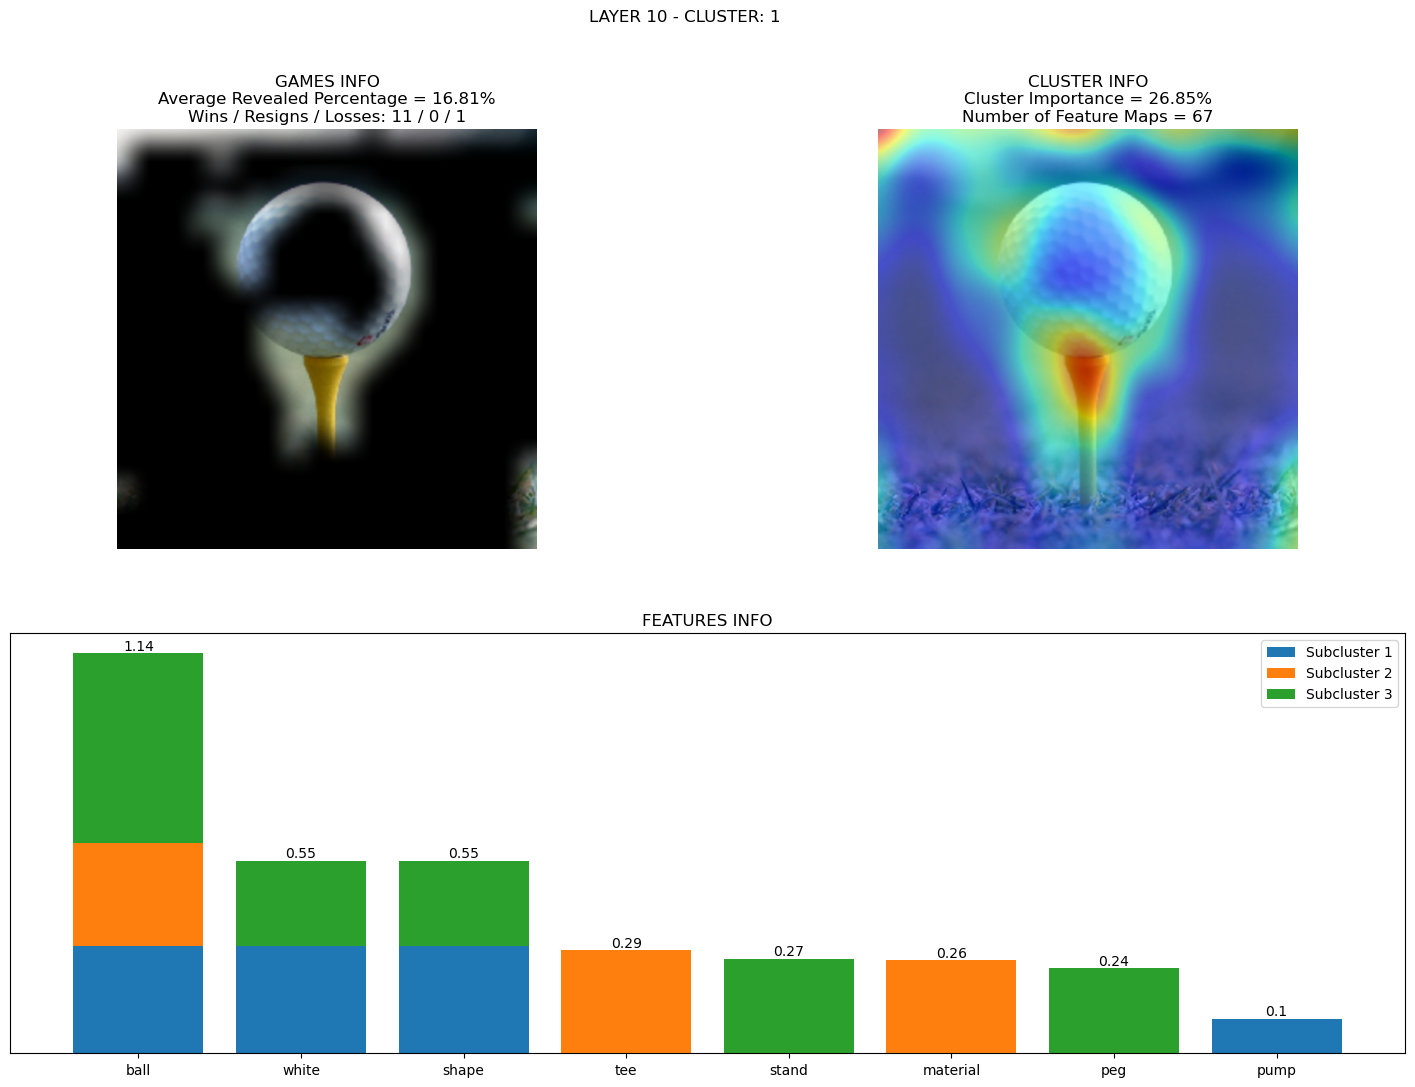 LAYER 10 - CLUSTER: 1
GAMES INFO
Average Revealed Percentage = 16.81%
Wins / Resigns / Losses: 11 / 0 / 1
CLUSTER INFO
Cluster Importance = 26.85%
Number of Feature Maps = 67
FEATURES INFO
Subcluster 1
Subcluster 2
Subcluster 3
1.14
0.55
0.55
0.29
0.27
0.26
0.24
0.1
ball
white
shape
tee
stand
material
peg
pump